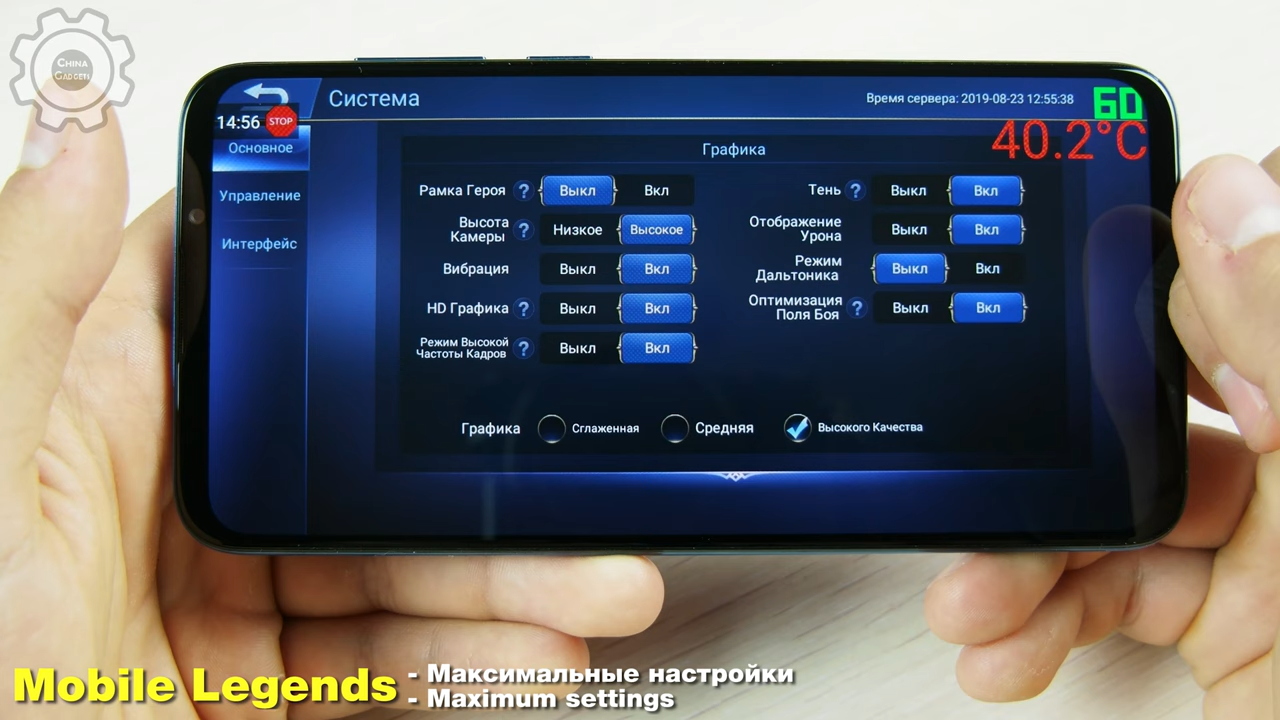 CHINA
GADGETS
Система
Время сервера: 2019-08-23 12:55:38
60
14:56
STOP
40.2°C
Основное
Управление
Интерфейс
Графика
Рамка Героя ? Выкл Вкл
Тень ? Выкл Вкл
Высота
Камеры ? Низкое Высокое
Отображение
Урона Выкл Вкл
Вибрация Выкл Вкл
Режим
Дальтоника Выкл Вкл
HD Графика ? Выкл Вкл
Оптимизация
Поля Боя ? Выкл Вкл
Режим Высокой
Частоты Кадров ? Выкл Вкл
Графика Сглаженная Средняя Высокого Качества
Mobile Legends
- Максимальные настройки
- Maximum settings